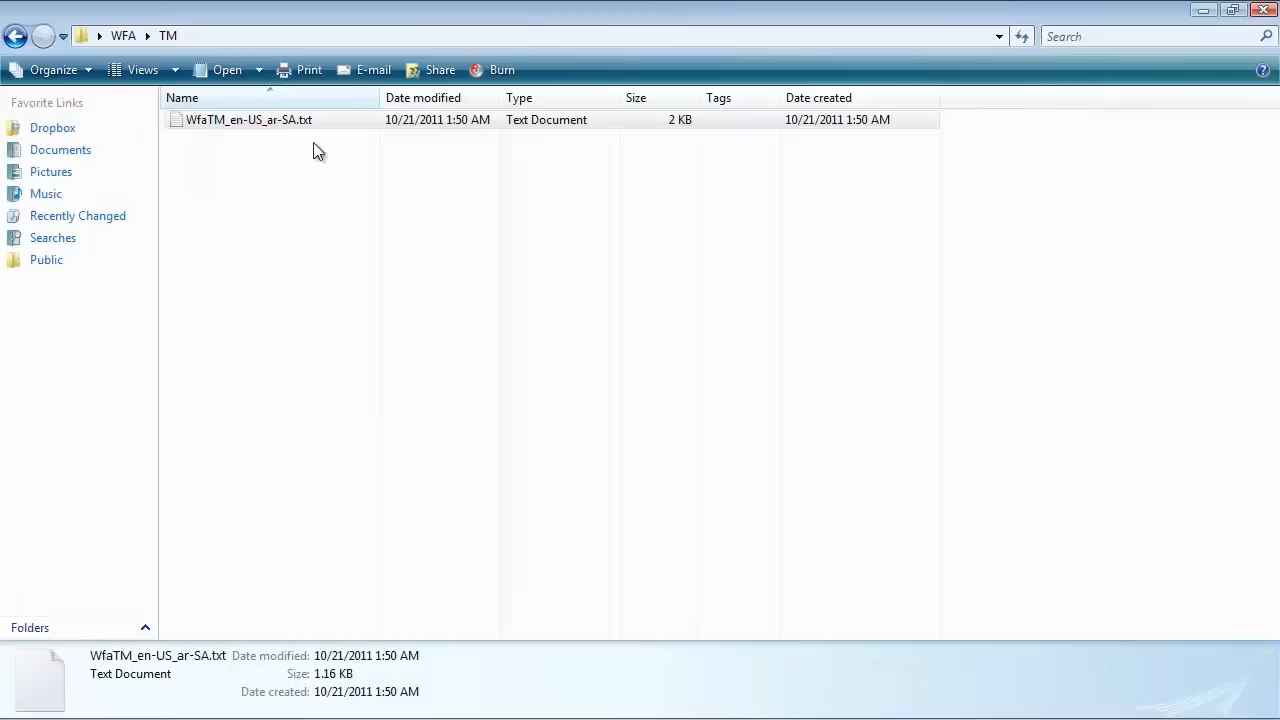 WFA TM Search
Organize Views Open Print E-mail Share Burn
Favorite Links
Dropbox
Documents
Pictures
Music
Recently Changed
Searches
Public
Folders
Name Date modified Type Size Tags Date created
WfaTM_en-US_ar-SA.txt 10/21/2011 1:50 AM Text Document 2 KB 10/21/2011 1:50 AM
WfaTM_en-US_ar-SA.txt Date modified: 10/21/2011 1:50 AM
Text Document Size: 1.16 KB
Date created: 10/21/2011 1:50 AM